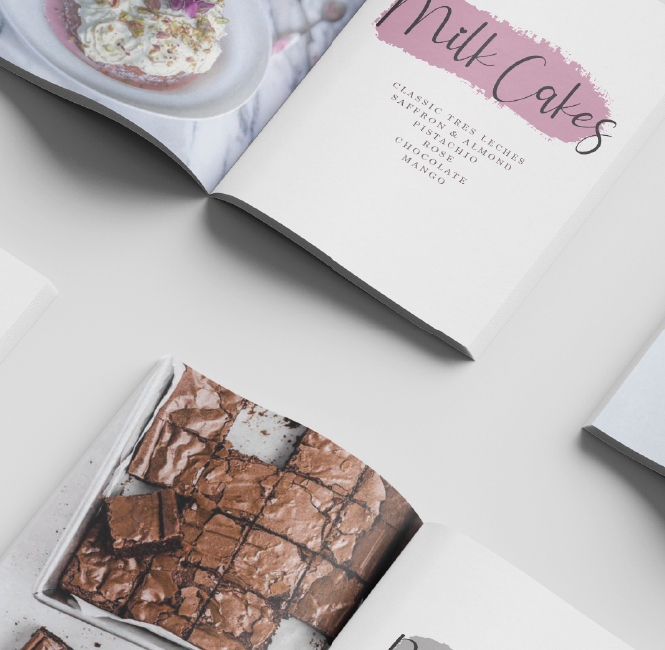 Milk Cakes
CLASSIC TRES LECHES
SAFFRON & ALMOND
PISTACHIO
ROSE
CHOCOLATE
MANGO